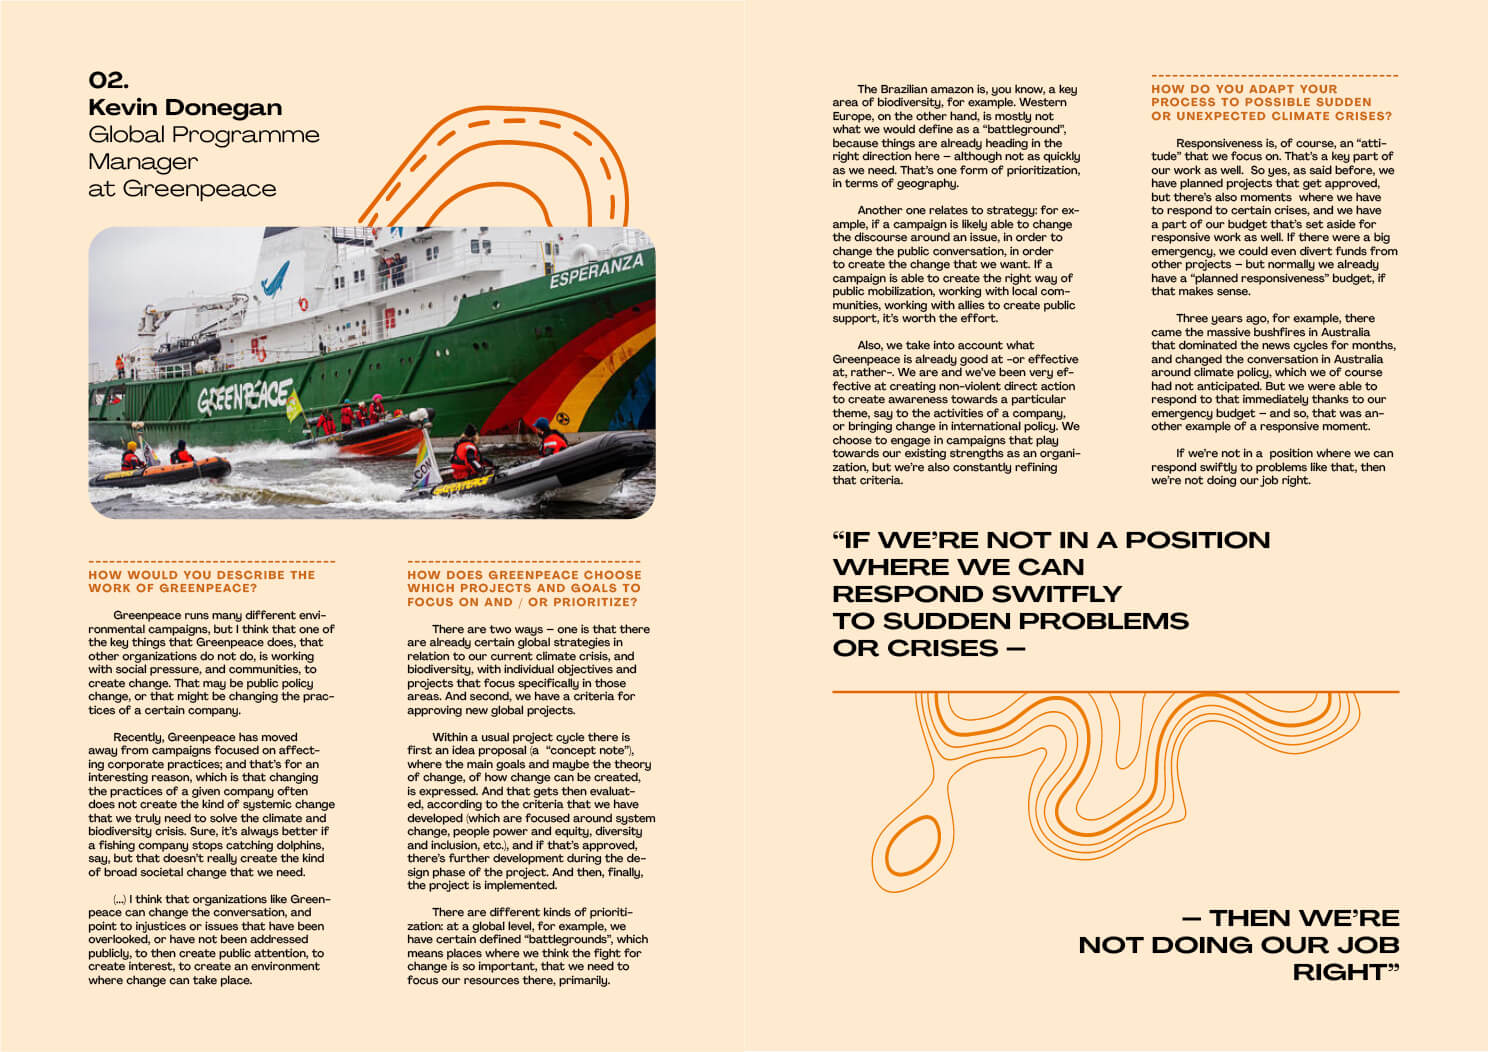 02.
Kevin Donegan
Global Programme
Manager
at Greenpeace
ESPERANZA
GREENPEACE
CON
GREENPEACE
HOW WOULD YOU DESCRIBE THE
WORK OF GREENPEACE?
Greenpeace runs many different envi-
ronmental campaigns, but I think that one of
the key things that Greenpeace does, that
other organizations do not do, is working
with social pressure, and communities, to
create change. That may be public policy
change, or that might be changing the prac-
tices of a certain company.
Recently, Greenpeace has moved
away from campaigns focused on affect-
ing corporate practices; and that's for an
interesting reason, which is that changing
the practices of a given company often
does not create the kind of systemic change
that we truly need to solve the climate and
biodiversity crisis. Sure, it's always better if
a fishing company stops catching dolphins,
say, but that doesn't really create the kind
of broad societal change that we need.
(...) I think that organizations like Green-
peace can change the conversation, and
point to injustices or issues that have been
overlooked, or have not been addressed
publicly, to then create public attention, to
create interest, to create an environment
where change can take place.
HOW DOES GREENPEACE CHOOSE
WHICH PROJECTS AND GOALS TO
FOCUS ON AND / OR PRIORITIZE?
There are two ways – one is that there
are already certain global strategies in
relation to our current climate crisis, and
biodiversity, with individual objectives and
projects that focus specifically in those
areas. And second, we have a criteria for
approving new global projects.
Within a usual project cycle there is
first an idea proposal (a “concept note”),
where the main goals and maybe the theory
of change, of how change can be created,
is expressed. And that gets then evaluat-
ed, according to the criteria that we have
developed (which are focused around system
change, people power and equity, diversity
and inclusion, etc.), and if that's approved,
there's further development during the de-
sign phase of the project. And then, finally,
the project is implemented.
There are different kinds of prioriti-
zation: at a global level, for example, we
have certain defined “battlegrounds”, which
means places where we think the fight for
change is so important, that we need to
focus our resources there, primarily.
The Brazilian amazon is, you know, a key
area of biodiversity, for example. Western
Europe, on the other hand, is mostly not
what we would define as a “battleground”,
because things are already heading in the
right direction here – although not as quickly
as we need. That's one form of prioritization,
in terms of geography.
Another one relates to strategy: for ex-
ample, if a campaign is likely able to change
the discourse around an issue, in order to
change the public conversation, in order
to create the change that we want. If a
campaign is able to create the right way of
public mobilization, working with local com-
munities, working with allies to create public
support, it's worth the effort.
Also, we take into account what
Greenpeace is already good at -or effective
at, rather-. We are and we've been very ef-
fective at creating non-violent direct action
to create awareness towards a particular
theme, say to the activities of a company,
or bringing change in international policy. We
choose to engage in campaigns that play
towards our existing strengths as an organi-
zation, but we're also constantly refining
that criteria.
HOW DO YOU ADAPT YOUR
PROCESS TO POSSIBLE SUDDEN
OR UNEXPECTED CLIMATE CRISES?
Responsiveness is, of course, an “atti-
tude” that we focus on. That's a key part of
our work as well. So yes, as said before, we
have planned projects that get approved,
but there's also moments where we have
to respond to certain crises, and we have
a part of our budget that's set aside for
responsive work as well. If there were a big
emergency, we could even divert funds from
other projects – but normally we already
have a “planned responsiveness” budget, if
that makes sense.
Three years ago, for example, there
came the massive bushfires in Australia
that dominated the news cycles for months,
and changed the conversation in Australia
around climate policy, which we of course
had not anticipated. But we were able to
respond to that immediately thanks to our
emergency budget – and so, that was an-
other example of a responsive moment.
If we're not in a position where we can
respond swiftly to problems like that, then
we're not doing our job right.
“IF WE'RE NOT IN A POSITION
WHERE WE CAN
RESPOND SWITFLY
TO SUDDEN PROBLEMS
OR CRISES –
– THEN WE'RE
NOT DOING OUR JOB
RIGHT”